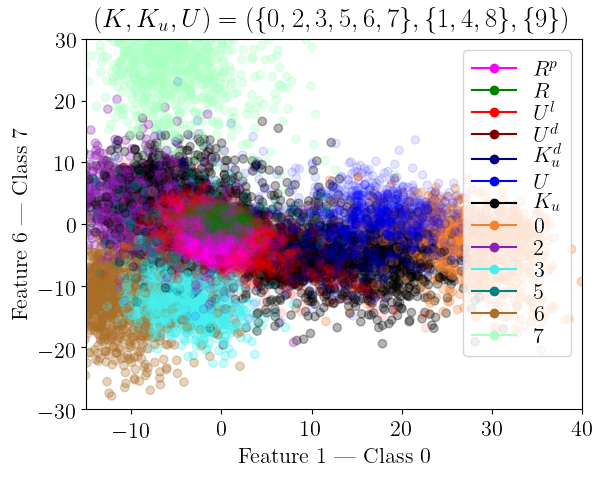 (K, K_u, U) = ({0, 2, 3, 5, 6, 7}, {1, 4, 8}, {9})
30
20
10
0
−10
−20
−30
Feature 6 — Class 7
R^p
R
U^l
U^d
K_u^d
U
K_u
0
2
3
5
6
7
−10
0
10
20
30
40
Feature 1 — Class 0